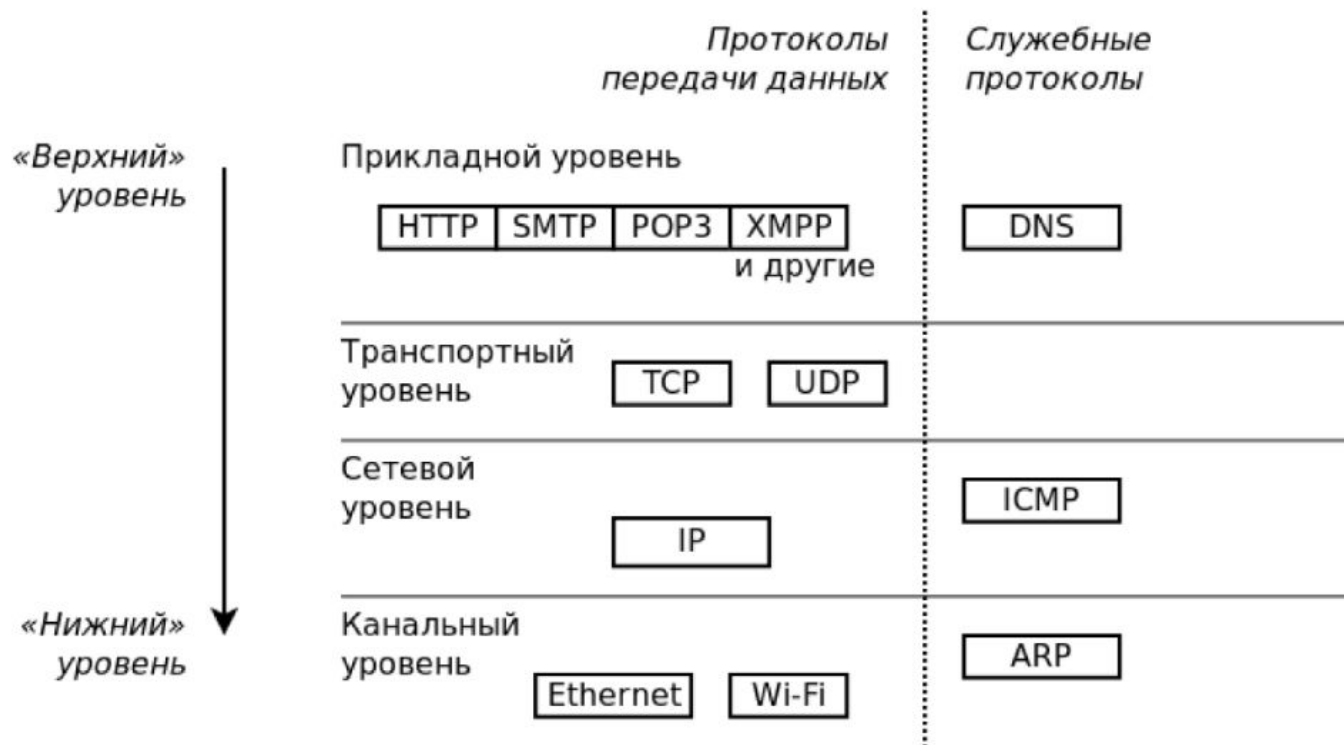 Протоколы
передачи данных
Служебные
протоколы
«Верхний»
уровень
Прикладной уровень
HTTP SMTP POP3 XMPP
и другие
DNS
Транспортный
уровень
TCP UDP
Сетевой
уровень
IP
ICMP
«Нижний»
уровень
Канальный
уровень
Ethernet Wi-Fi
ARP